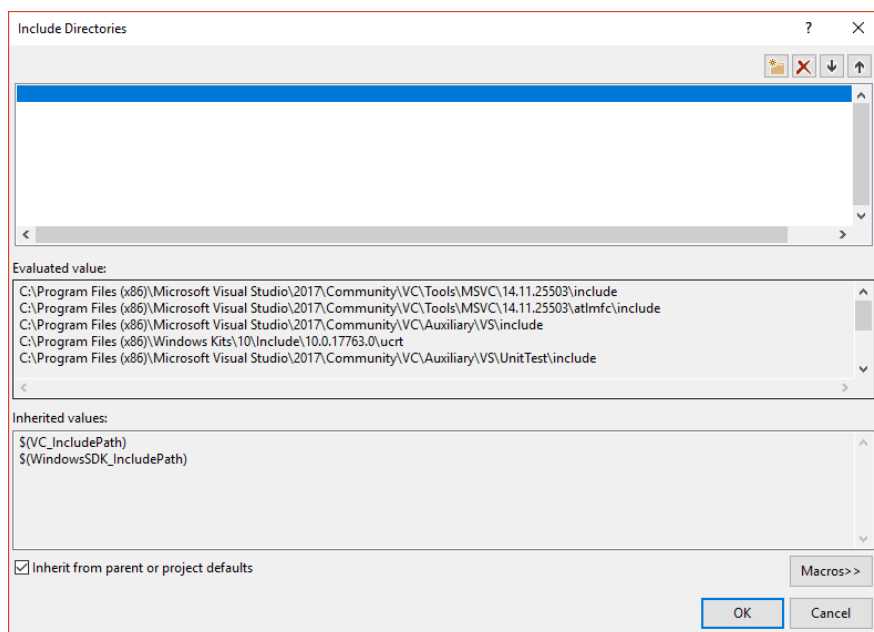 Include Directories
Evaluated value:
C:\Program Files (x86)\Microsoft Visual Studio\2017\Community\VC\Tools\MSVC\14.11.25503\include
C:\Program Files (x86)\Microsoft Visual Studio\2017\Community\VC\Tools\MSVC\14.11.25503\atlmfc\include
C:\Program Files (x86)\Microsoft Visual Studio\2017\Community\VC\Auxiliary\VS\include
C:\Program Files (x86)\Windows Kits\10\Include\10.0.17763.0\ucrt
C:\Program Files (x86)\Microsoft Visual Studio\2017\Community\VC\Auxiliary\VS\UnitTest\include
Inherited values:
$(VC_IncludePath)
$(WindowsSDK_IncludePath)
Inherit from parent or project defaults
Macros>>
OK
Cancel